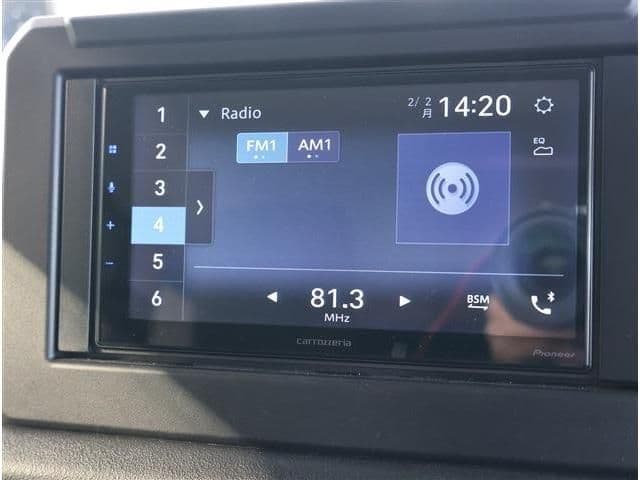 1
2
3
4
5
6
Radio
2/2月
14:20
FM1
AM1
EQ
81.3
MHz
BSM
carrozzeria
Pioneer